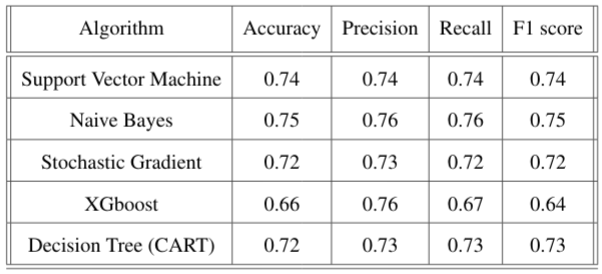 Algorithm Accuracy Precision Recall F1 score
Support Vector Machine 0.74 0.74 0.74 0.74
Naive Bayes 0.75 0.76 0.76 0.75
Stochastic Gradient 0.72 0.73 0.72 0.72
XGboost 0.66 0.76 0.67 0.64
Decision Tree (CART) 0.72 0.73 0.73 0.73